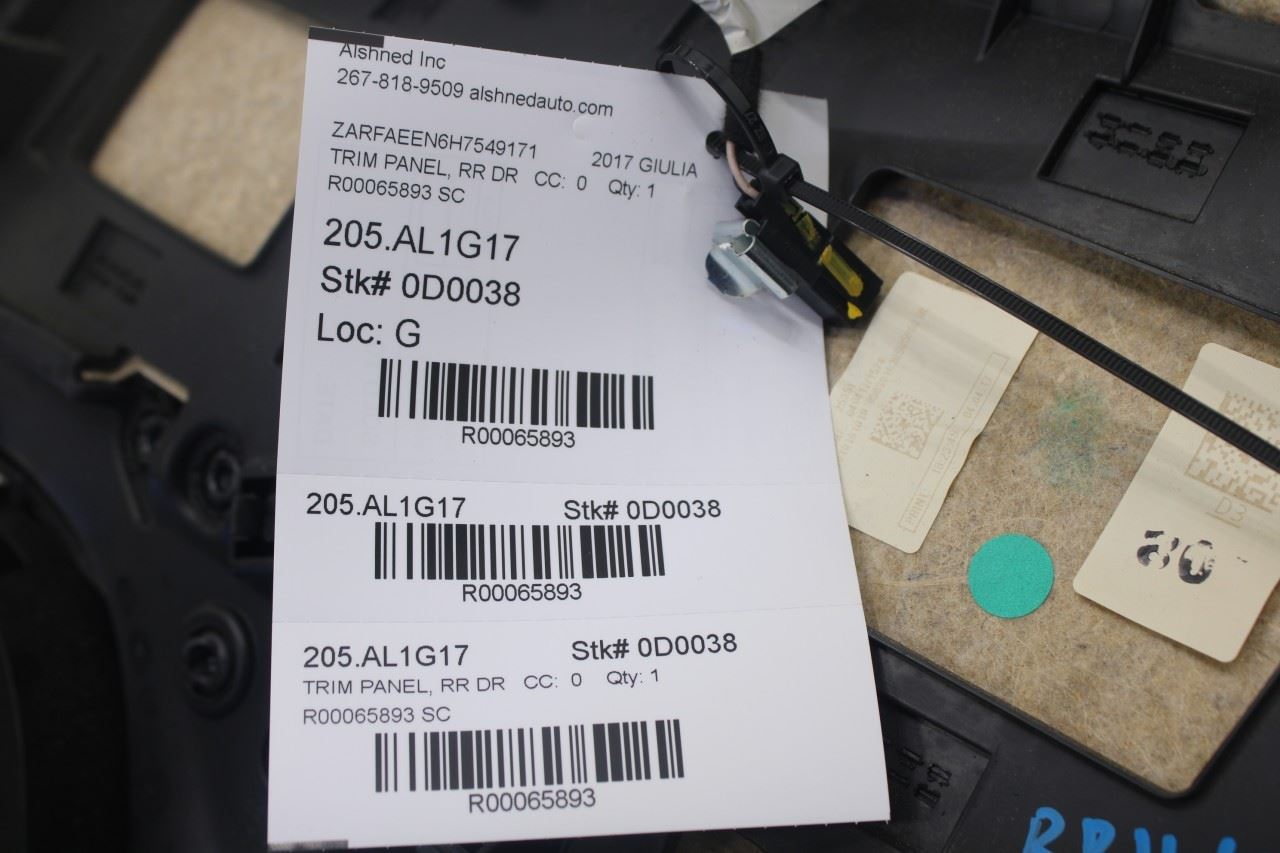 Alshned Inc
267-818-9509 alshnedauto.com
ZARFAEEN6H7549171 2017 GIULIA
TRIM PANEL, RR DR CC: 0 Qty: 1
R00065893 SC
205.AL1G17
Stk# 0D0038
Loc: G
R00065893
205.AL1G17 Stk# 0D0038
R00065893
205.AL1G17 Stk# 0D0038
TRIM PANEL, RR DR CC: 0 Qty: 1
R00065893 SC
R00065893
D3
80